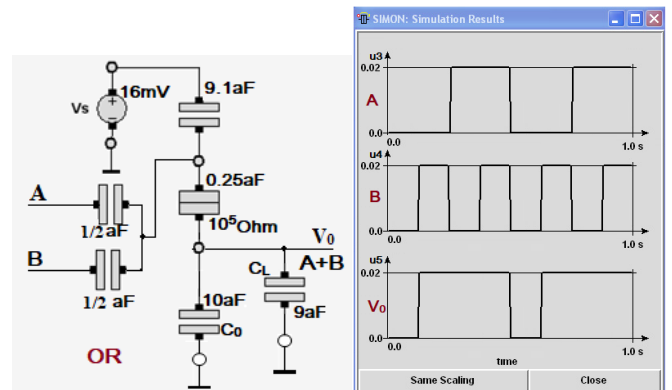 16mV
Vs
9.1aF
0.25aF
10⁵Ohm
A
1/2 aF
B
1/2 aF
V₀
A+B
C_L
9aF
10aF
C₀
OR
SIMON: Simulation Results
u3
0.02
A
0.0
0.0
1.0 s
u4
0.02
B
0.0
0.0
1.0 s
u5
0.02
V₀
0.0
0.0
1.0 s
time
Same Scaling
Close